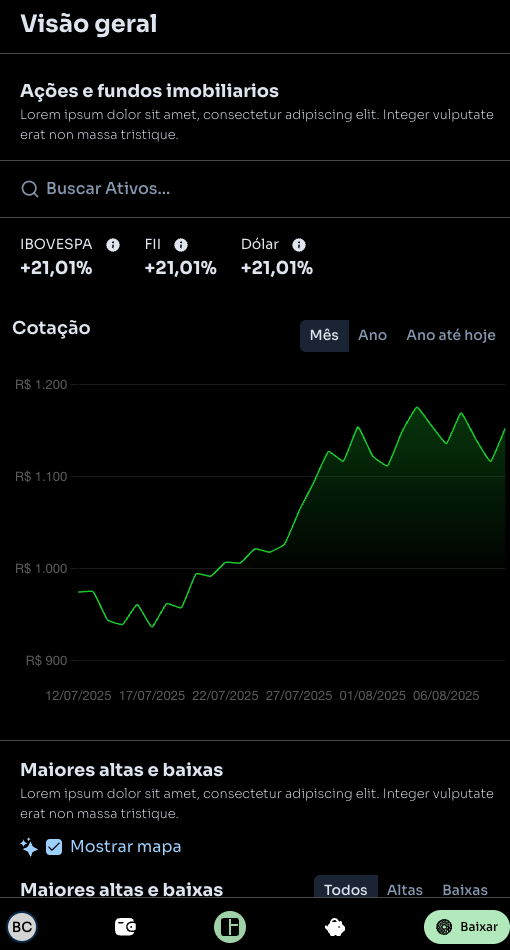 Visão geral
Ações e fundos imobiliarios
Lorem ipsum dolor sit amet, consectetur adipiscing elit. Integer vulputate
erat non massa tristique.
Buscar Ativos...
IBOVESPA FII Dólar
+21,01% +21,01% +21,01%
Cotação
Mês Ano Ano até hoje
R$ 1.200
R$ 1.100
R$ 1.000
R$ 900
12/07/2025 17/07/2025 22/07/2025 27/07/2025 01/08/2025 06/08/2025
Maiores altas e baixas
Lorem ipsum dolor sit amet, consectetur adipiscing elit. Integer vulputate
erat non massa tristique.
Mostrar mapa
Maiores altas e baixas
Todos Altas Baixas
BC
Baixar